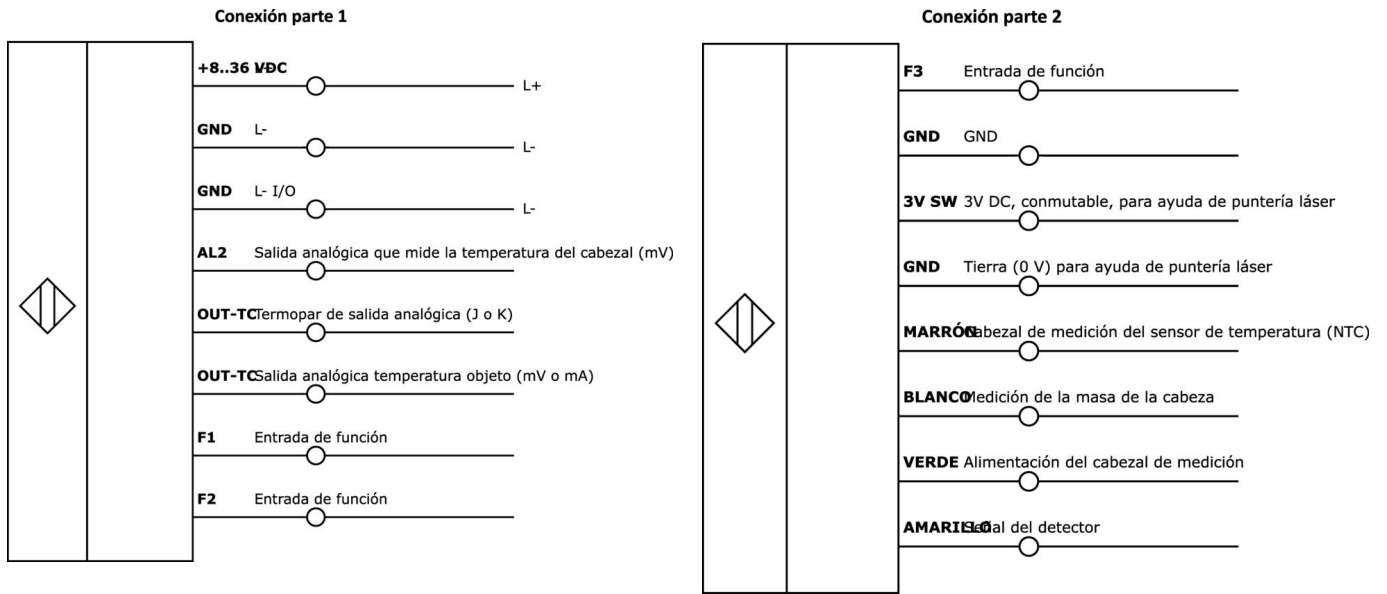 Conexión parte 1
+8..36 VDC L+
L+
GND L-
L-
GND L- I/O
L-
AL2 Salida analógica que mide la temperatura del cabezal (mV)
OUT-TC Termopar de salida analógica (J o K)
OUT-TC Salida analógica temperatura objeto (mV o mA)
F1 Entrada de función
F2 Entrada de función
Conexión parte 2
F3 Entrada de función
GND GND
3V SW 3V DC, conmutable, para ayuda de puntería láser
GND Tierra (0 V) para ayuda de puntería láser
MARRÓN Cabezal de medición del sensor de temperatura (NTC)
BLANCO Medición de la masa de la cabeza
VERDE Alimentación del cabezal de medición
AMARILLO Señal del detector